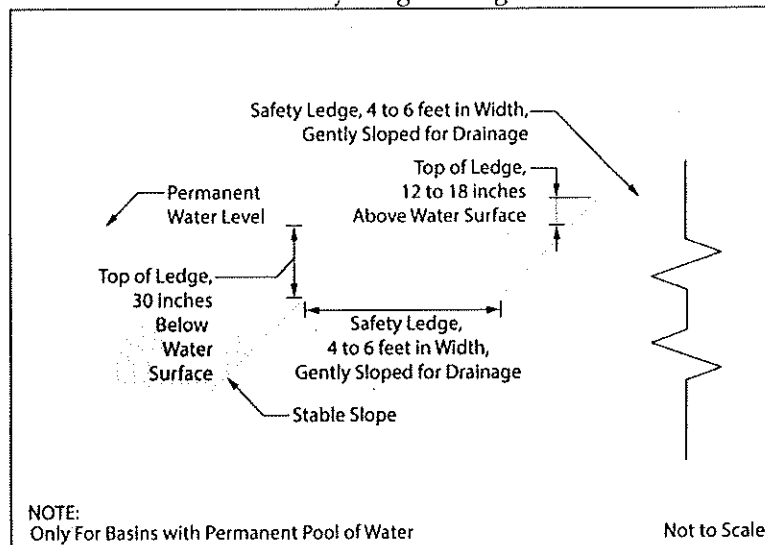 Safety Ledge, 4 to 6 feet in Width,
Gently Sloped for Drainage
Top of Ledge,
12 to 18 inches
Above Water Surface
Permanent
Water Level
Top of Ledge,
30 inches
Below
Water
Surface
Safety Ledge,
4 to 6 feet in Width,
Gently Sloped for Drainage
Stable Slope
NOTE:
Only For Basins with Permanent Pool of Water
Not to Scale